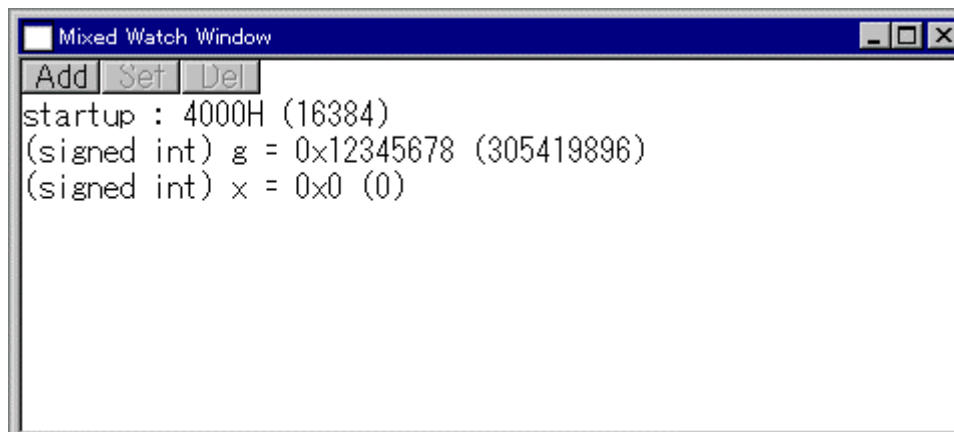 Mixed Watch Window
Add Set Del
startup : 4000H (16384)
(signed int) g = 0x12345678 (305419896)
(signed int) x = 0x0 (0)